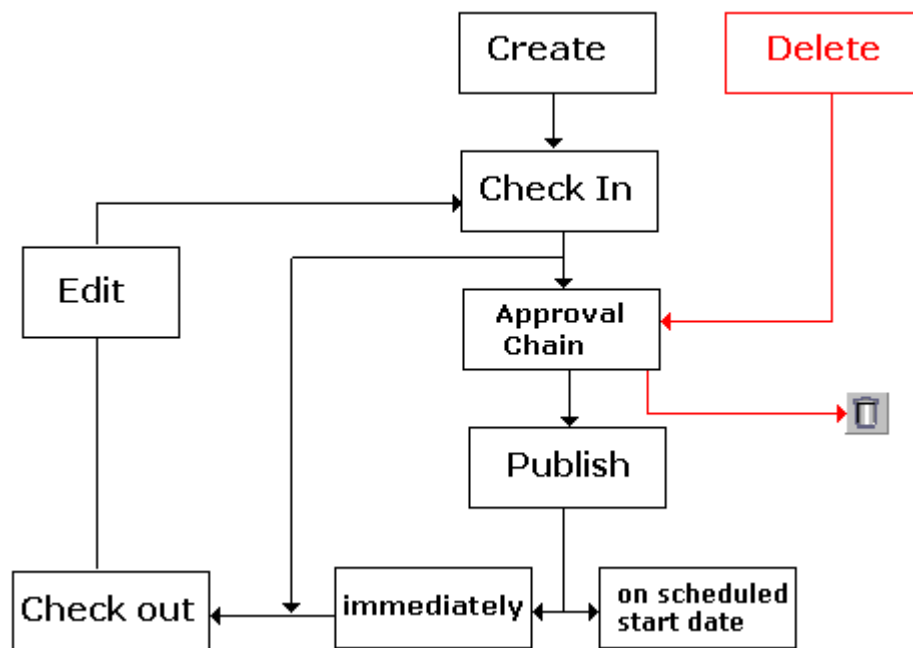 Create
Delete
Check In
Edit
Approval
Chain
Publish
Check out
immediately
on scheduled
start date